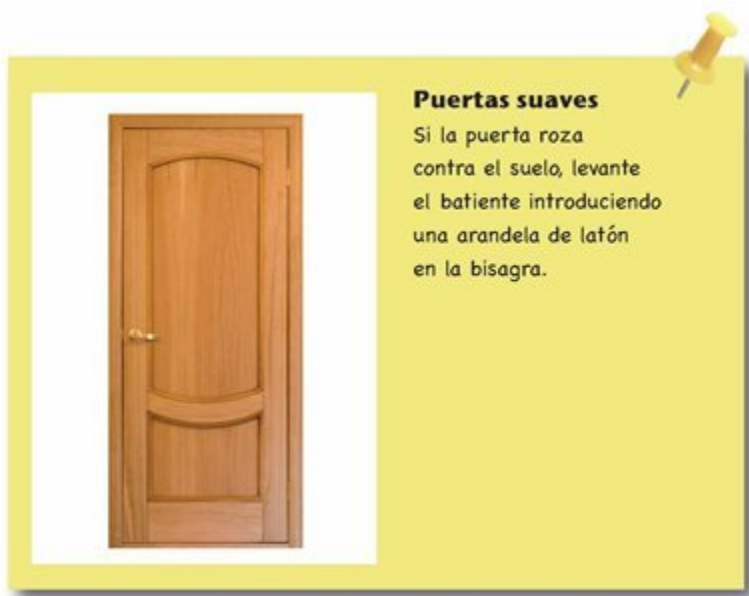 Puertas suaves
Si la puerta roza
contra el suelo, levante
el batiente introduciendo
una arandela de latón
en la bisagra.